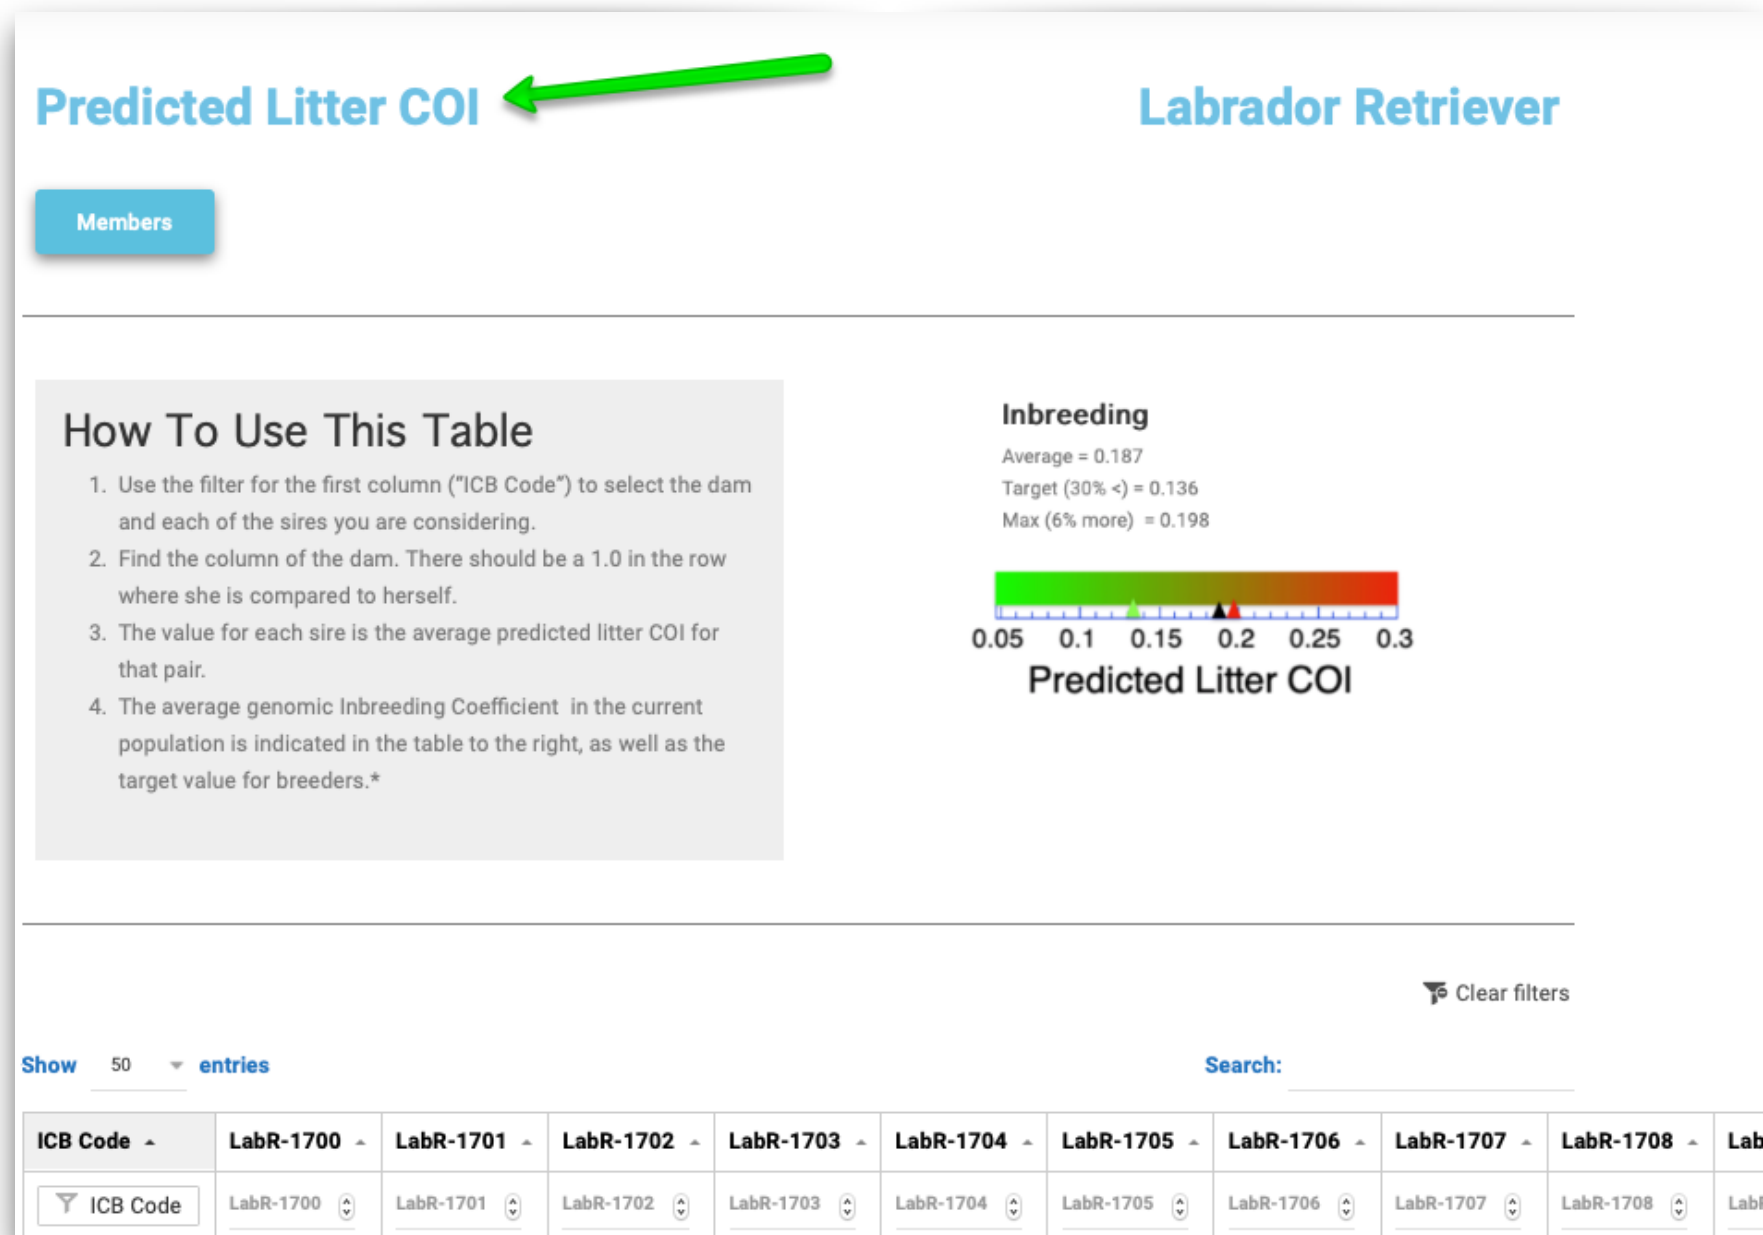 Predicted Litter COI
Labrador Retriever
Members
How To Use This Table
1. Use the filter for the first column ("ICB Code") to select the dam
and each of the sires you are considering.
2. Find the column of the dam. There should be a 1.0 in the row
where she is compared to herself.
3. The value for each sire is the average predicted litter COI for
that pair.
4. The average genomic Inbreeding Coefficient in the current
population is indicated in the table to the right, as well as the
target value for breeders.*
Inbreeding
Average = 0.187
Target (30% <) = 0.136
Max (6% more) = 0.198
0.05 0.1 0.15 0.2 0.25 0.3
Predicted Litter COI
Clear filters
Show 50 entries
Search:
ICB Code LabR-1700 LabR-1701 LabR-1702 LabR-1703 LabR-1704 LabR-1705 LabR-1706 LabR-1707 LabR-1708 Lab
ICB Code LabR-1700 LabR-1701 LabR-1702 LabR-1703 LabR-1704 LabR-1705 LabR-1706 LabR-1707 LabR-1708 Lab